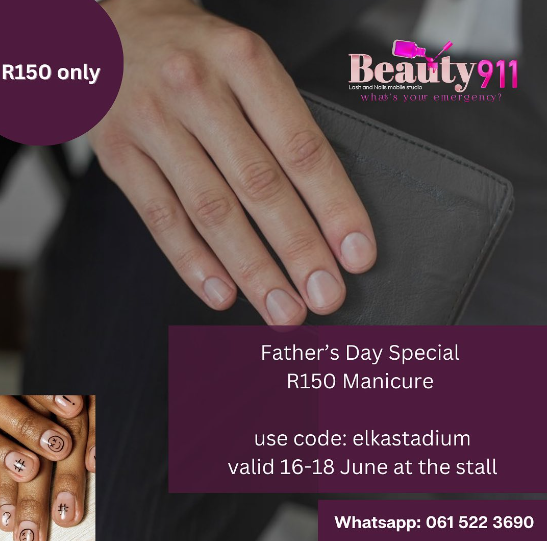 R150 only
Beauty911
Lash and Nails mobile studio
what's your emergency?
Father's Day Special
R150 Manicure
use code: elkastadium
valid 16-18 June at the stall
Whatsapp: 061 522 3690